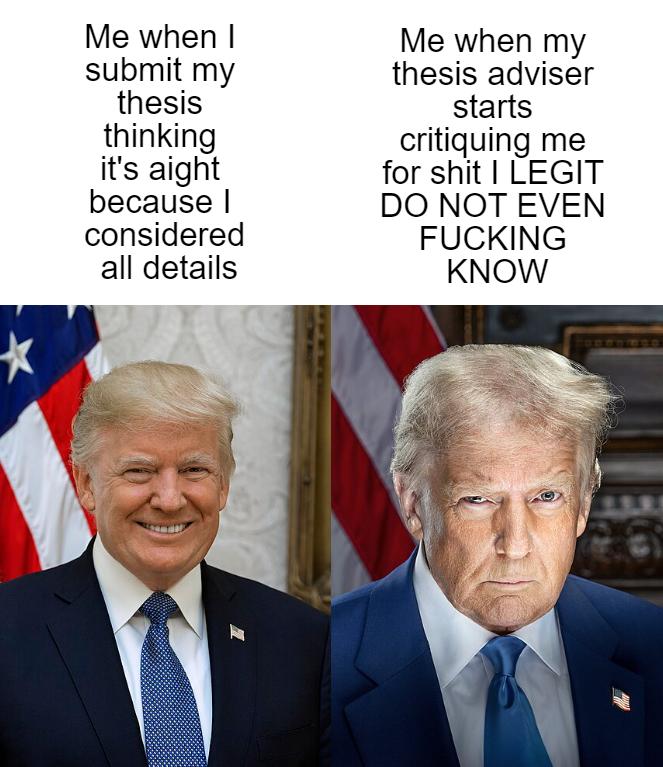 Me when I
submit my
thesis
thinking
it's aight
because I
considered
all details
Me when my
thesis adviser
starts
critiquing me
for shit I LEGIT
DO NOT EVEN
FUCKING
KNOW